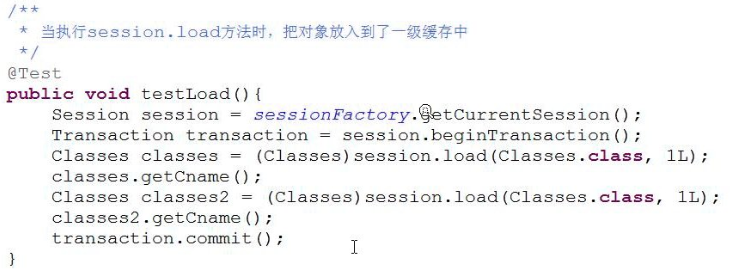 /**
 * 当执行session.load方法时，把对象放入到了一级缓存中
 */
@Test
public void testLoad(){
    Session session = sessionFactory.getCurrentSession();
    Transaction transaction = session.beginTransaction();
    Classes classes = (Classes)session.load(Classes.class, 1L);
    classes.getCname();
    Classes classes2 = (Classes)session.load(Classes.class, 1L);
    classes2.getCname();
    transaction.commit();
}